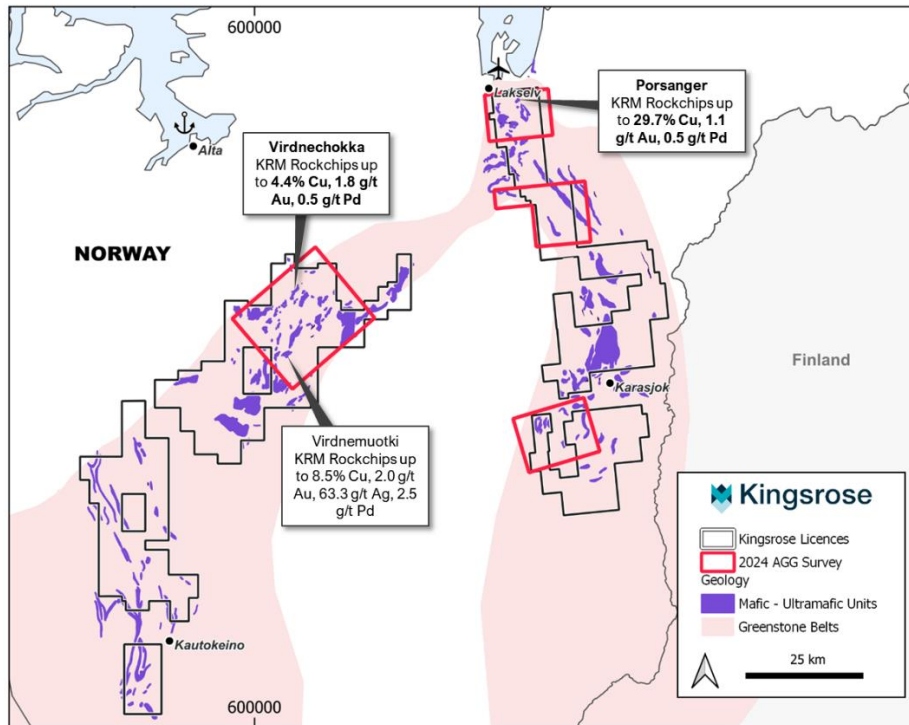 600000
Lakselv
Porsanger
KRM Rockchips up
to 29.7% Cu, 1.1
g/t Au, 0.5 g/t Pd
Alta
Virdnechokka
KRM Rockchips up
to 4.4% Cu, 1.8 g/t
Au, 0.5 g/t Pd
NORWAY
Finland
Karasjok
Virdnemuotki
KRM Rockchips up
to 8.5% Cu, 2.0 g/t
Au, 63.3 g/t Ag, 2.5
g/t Pd
Kingsrose
Kingsrose Licences
2024 AGG Survey
Geology
Mafic - Ultramafic Units
Greenstone Belts
25 km
Kautokeino
600000